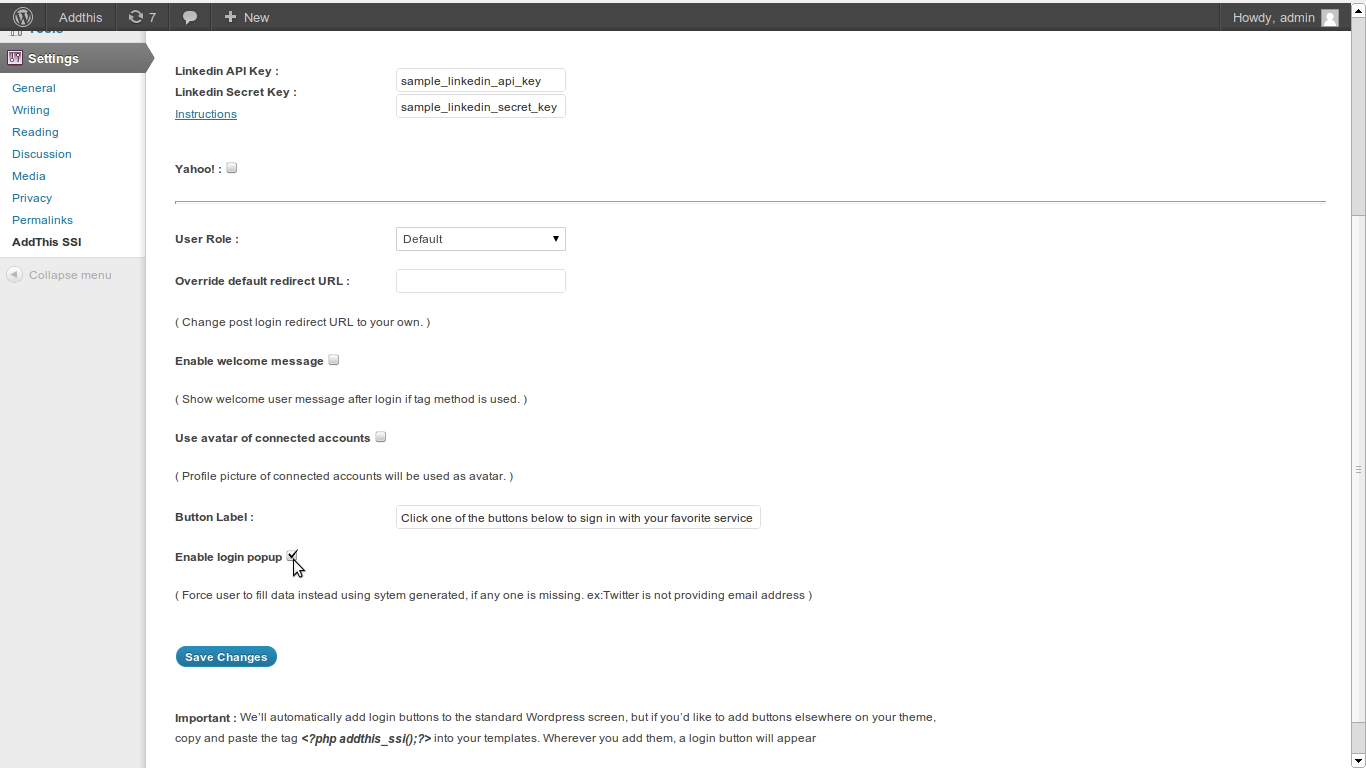 Addthis 7 New Howdy, admin
Tools
Settings
General
Writing
Reading
Discussion
Media
Privacy
Permalinks
AddThis SSI
Collapse menu
Linkedin API Key : sample_linkedin_api_key
Linkedin Secret Key : sample_linkedin_secret_key
Instructions
Yahoo! :
User Role : Default
Override default redirect URL :
( Change post login redirect URL to your own. )
Enable welcome message
( Show welcome user message after login if tag method is used. )
Use avatar of connected accounts
( Profile picture of connected accounts will be used as avatar. )
Button Label : Click one of the buttons below to sign in with your favorite service
Enable login popup
( Force user to fill data instead using sytem generated, if any one is missing. ex:Twitter is not providing email address )
Save Changes
Important : We'll automatically add login buttons to the standard Wordpress screen, but if you'd like to add buttons elsewhere on your theme,
copy and paste the tag <?php addthis_ssi();?> into your templates. Wherever you add them, a login button will appear